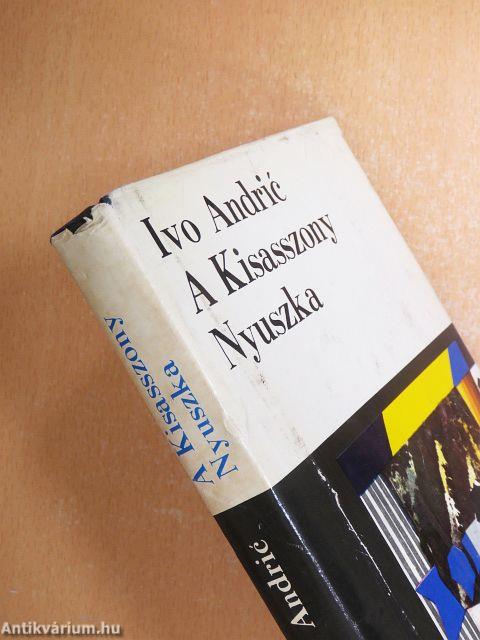 Ivo Andrić
A Kisasszony
Nyuszka
A Kisasszony
Nyuszka
Andrić
Antikvárium.hu